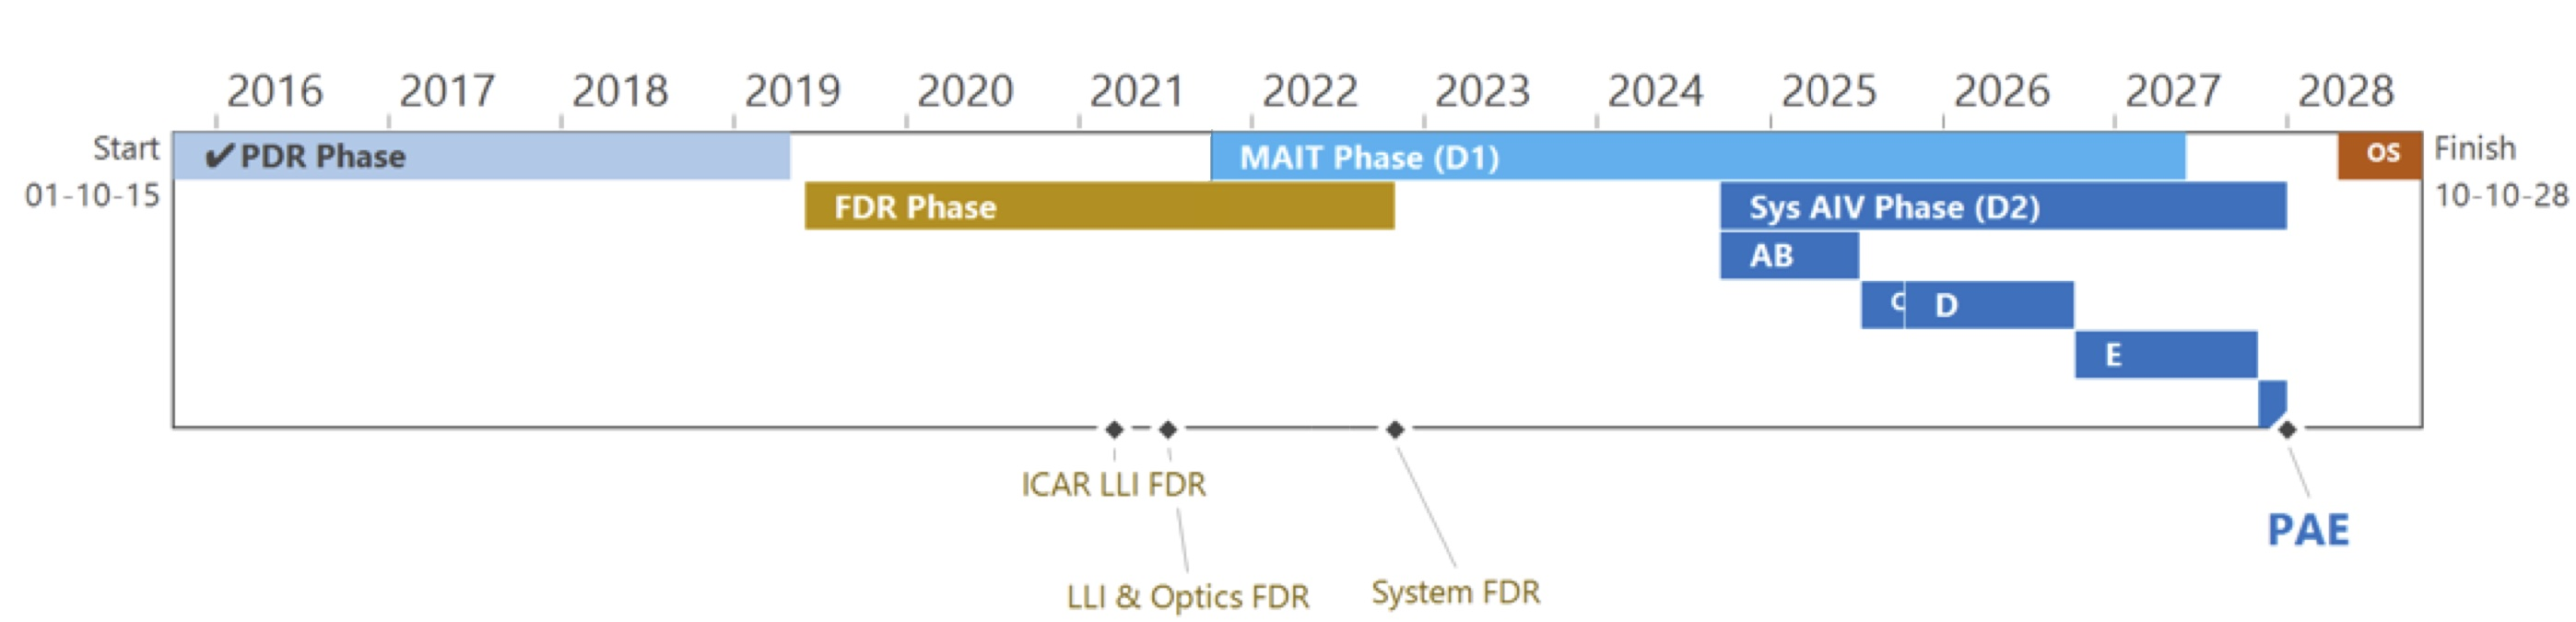 2016 2017 2018 2019 2020 2021 2022 2023 2024 2025 2026 2027 2028
Start
01-10-15
✔PDR Phase
MAIT Phase (D1)
OS
Finish
10-10-28
FDR Phase
Sys AIV Phase (D2)
AB
C
D
E
ICAR LLI FDR
LLI & Optics FDR
System FDR
PAE